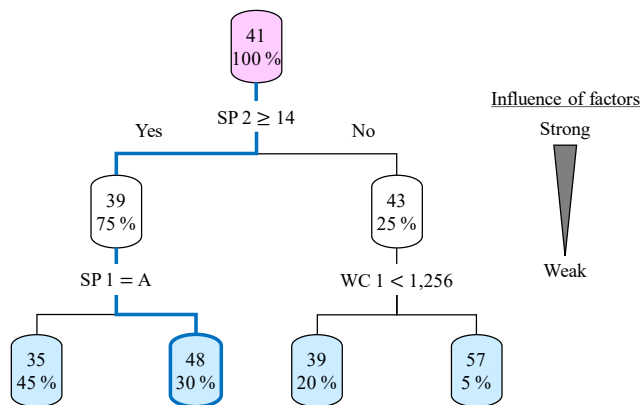 41
100 %
Influence of factors
SP 2 ≥ 14
Strong
Yes
No
39
75 %
43
25 %
Weak
SP 1 = A
WC 1 < 1,256
35
45 %
48
30 %
39
20 %
57
5 %